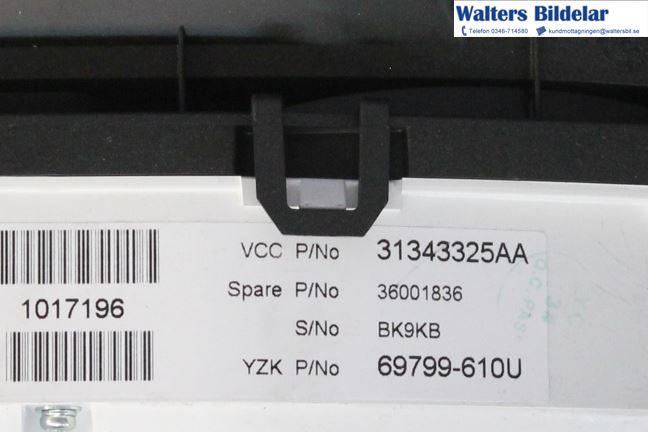 Walters Bildelar
Telefon 0346-714580 kundmottagningen@waltersbil.se
VCC P/No 31343325AA
Spare P/No 36001836
1017196
S/No BK9KB
YZK P/No 69799-610U
Q.C.PASS